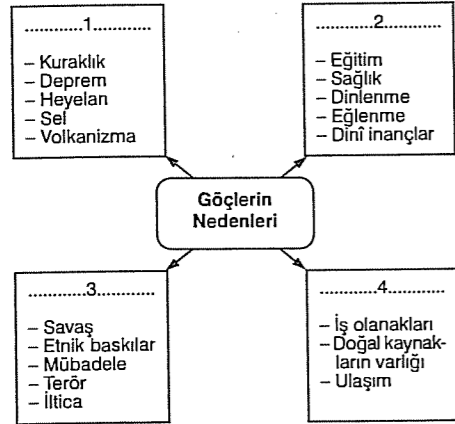 ............1............
– Kuraklık
– Deprem
– Heyelan
– Sel
– Volkanizma
............2............
– Eğitim
– Sağlık
– Dinlenme
– Eğlenme
– Dinî inançlar
Göçlerin
Nedenleri
............3............
– Savaş
– Etnik baskılar
– Mübadele
– Terör
– İltica
............4............
– İş olanakları
– Doğal kaynak-
ların varlığı
– Ulaşım